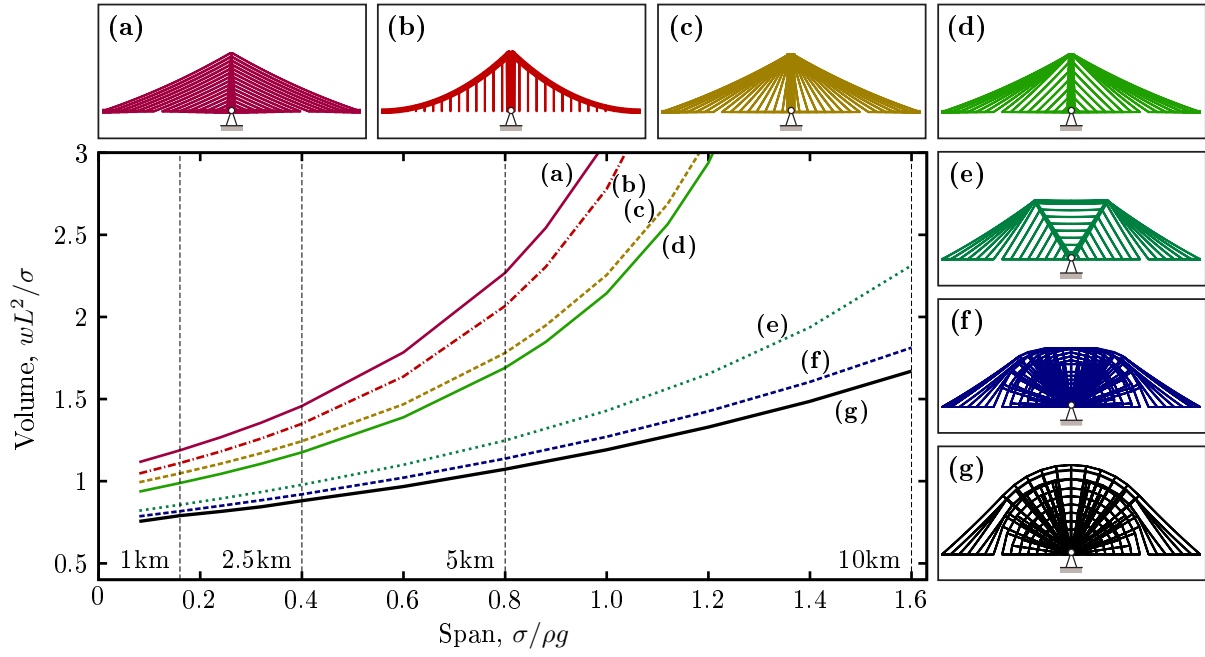 (a)
(b)
(c)
(d)
(e)
(f)
(g)
3
2.5
2
1.5
1
0.5
Volume, wL²/σ
(a)
(b)
(c)
(d)
(e)
(f)
(g)
1km
2.5km
5km
10km
0
0.2
0.4
0.6
0.8
1.0
1.2
1.4
1.6
Span, σ/ρg